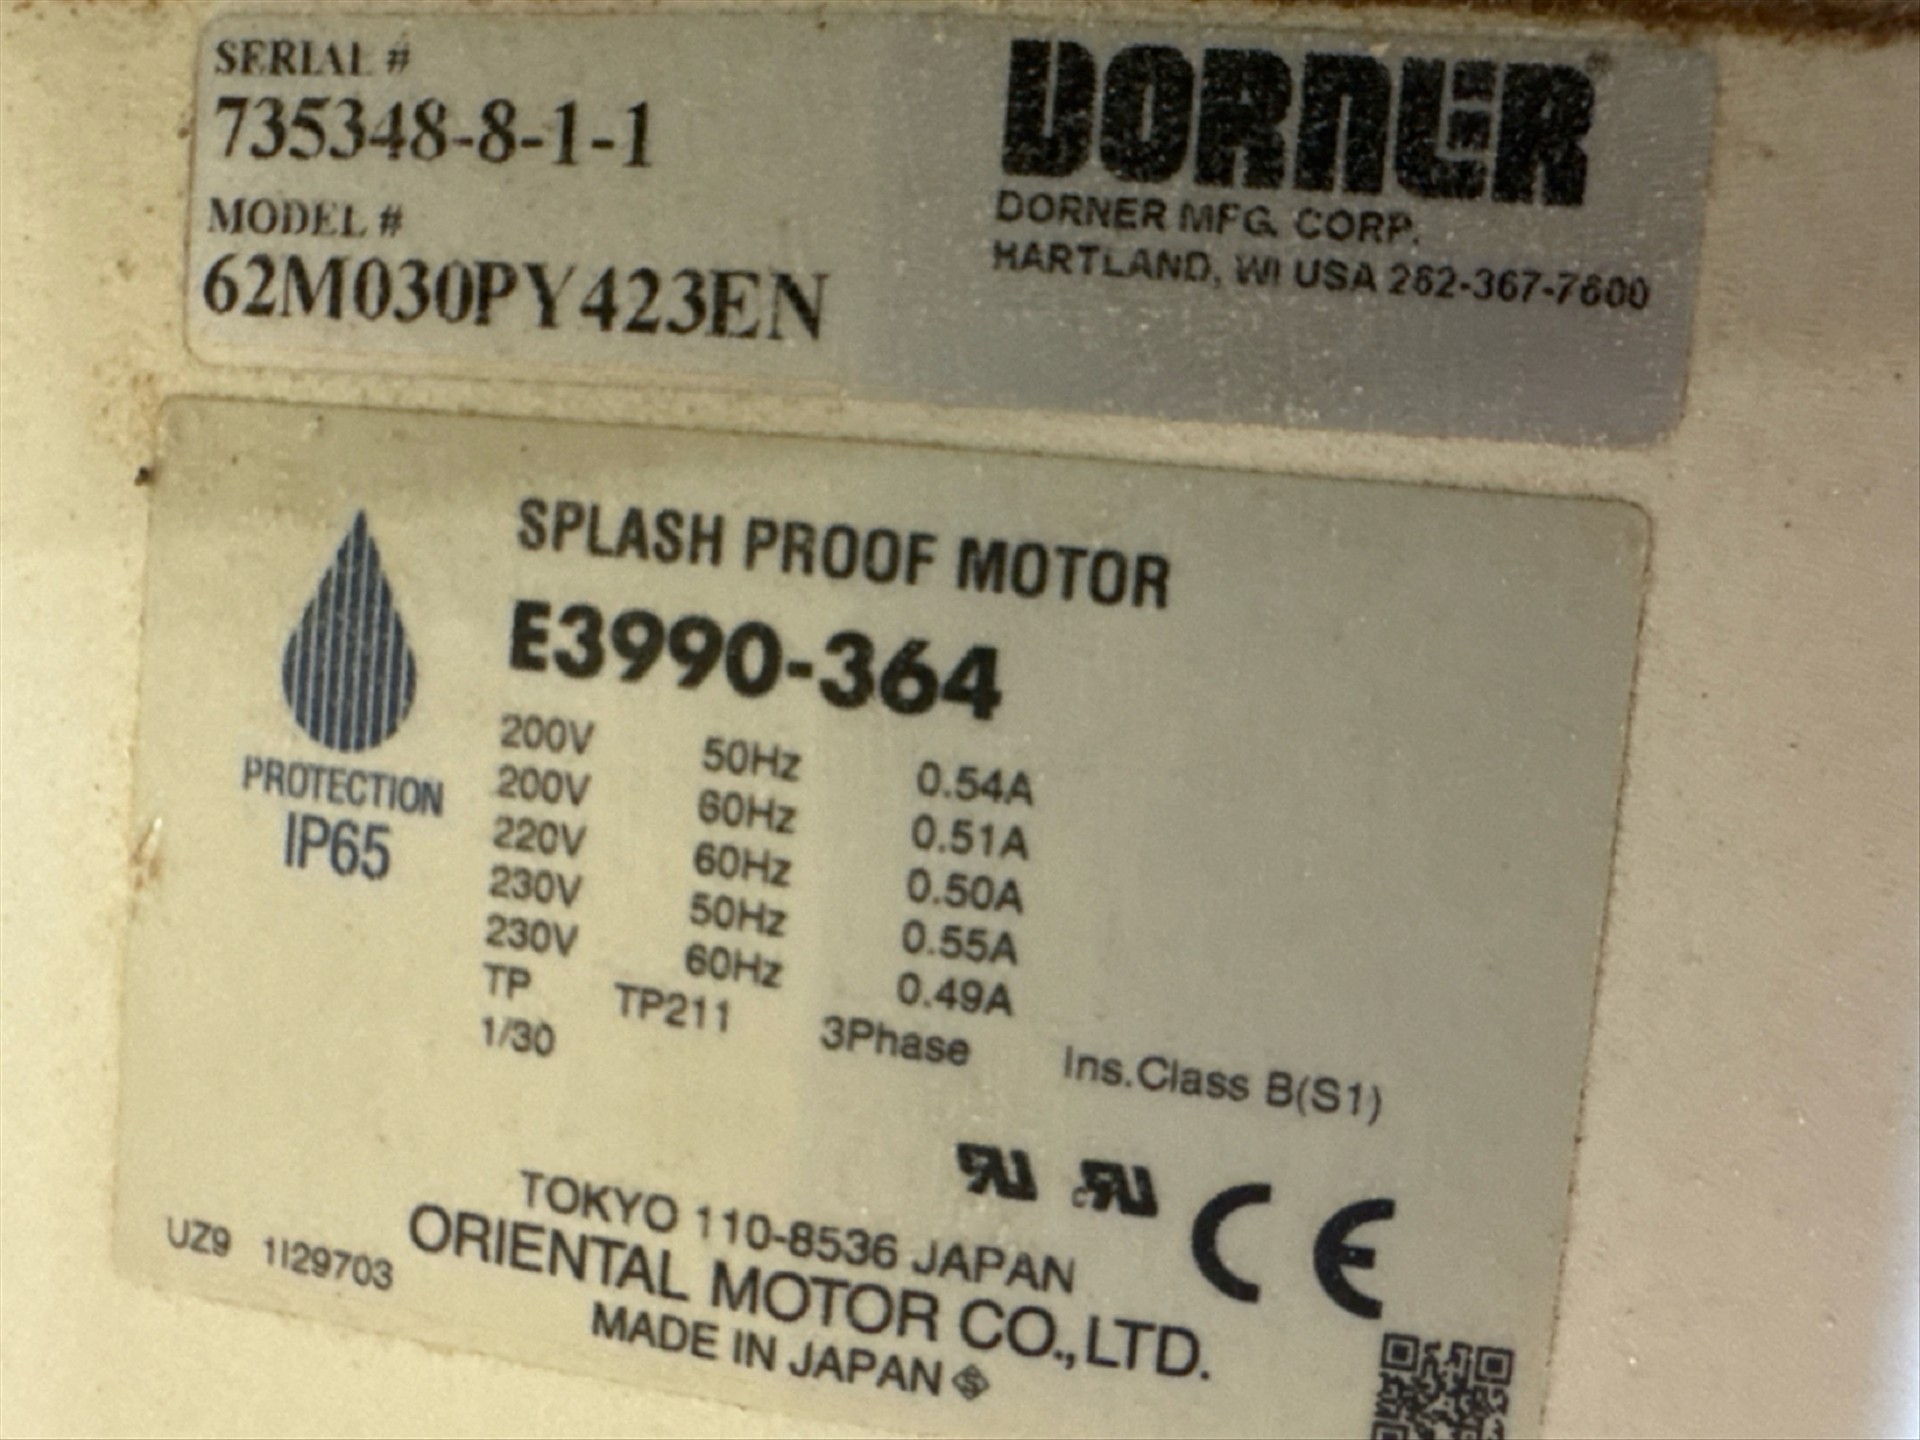 SERIAL #
735348-8-1-1
MODEL #
62M030PY423EN
DORNER®
DORNER MFG. CORP.
HARTLAND, WI USA 262-367-7600
PROTECTION
IP65
SPLASH PROOF MOTOR
E3990-364
200V 50Hz 0.54A
200V 60Hz 0.51A
220V 60Hz 0.50A
230V 50Hz 0.55A
230V 60Hz 0.49A
TP TP211 3Phase Ins.Class B(S1)
1/30
TOKYO 110-8536 JAPAN
ORIENTAL MOTOR CO.,LTD.
MADE IN JAPAN
UZ9 1I29703
CE